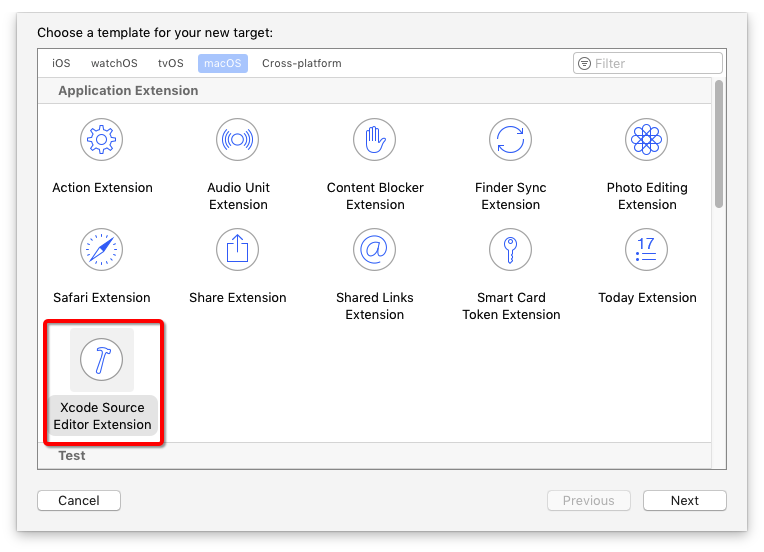 Choose a template for your new target:
iOS watchOS tvOS macOS Cross-platform Filter
Application Extension
Action Extension
Audio Unit
Extension
Content Blocker
Extension
Finder Sync
Extension
Photo Editing
Extension
Safari Extension
Share Extension
Shared Links
Extension
Smart Card
Token Extension
17
Today Extension
Xcode Source
Editor Extension
Test
Cancel Previous Next